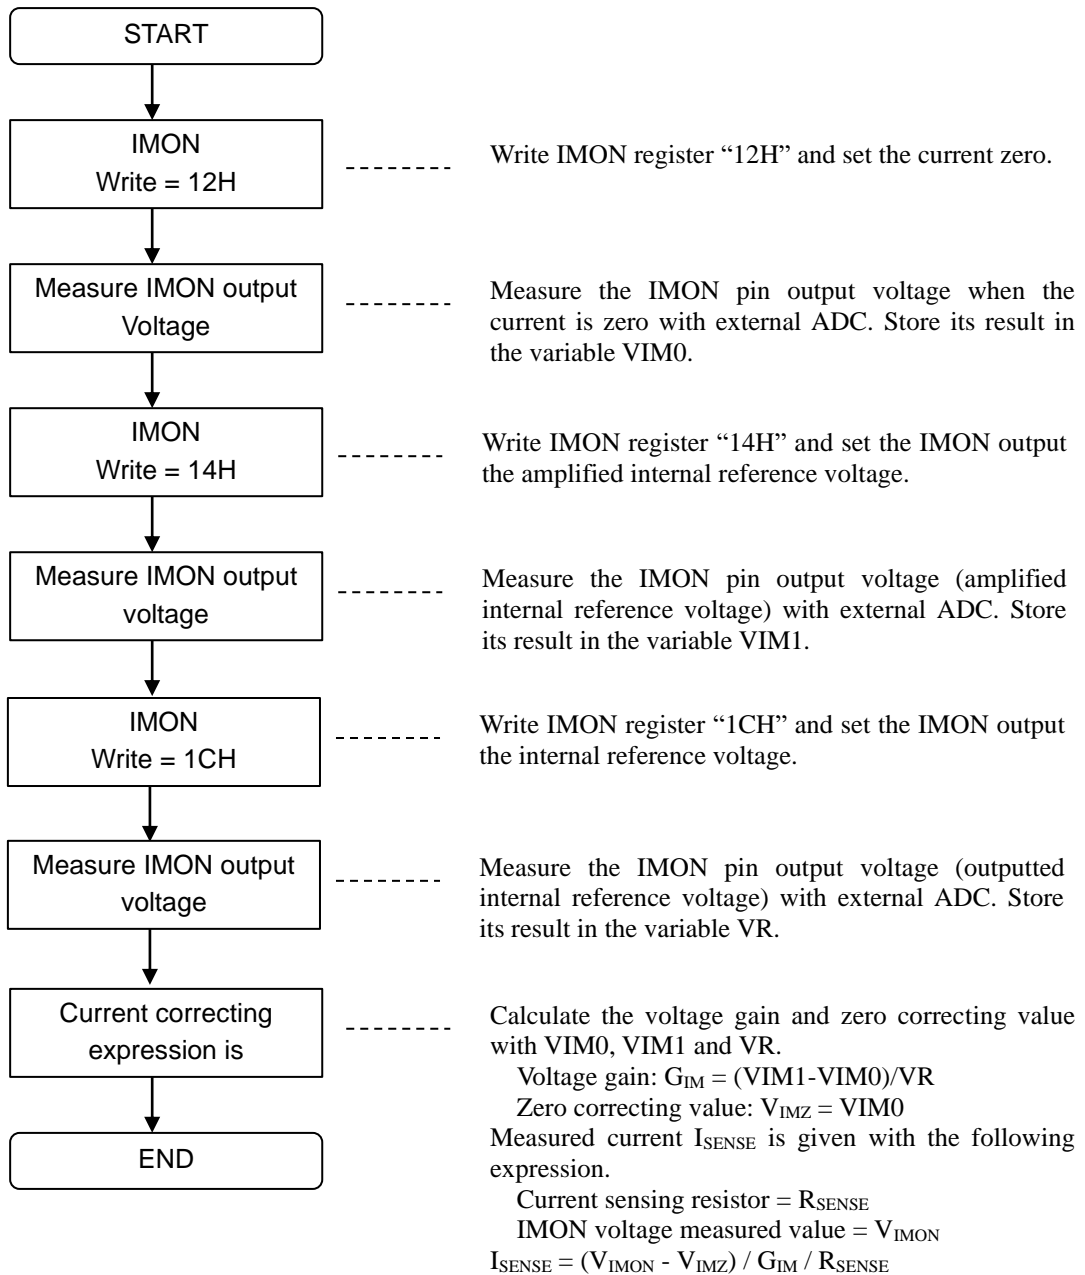 START
IMON
Write = 12H
Write IMON register “12H” and set the current zero.
Measure IMON output
Voltage
Measure the IMON pin output voltage when the
current is zero with external ADC. Store its result in
the variable VIM0.
IMON
Write = 14H
Write IMON register “14H” and set the IMON output
the amplified internal reference voltage.
Measure IMON output
voltage
Measure the IMON pin output voltage (amplified
internal reference voltage) with external ADC. Store
its result in the variable VIM1.
IMON
Write = 1CH
Write IMON register “1CH” and set the IMON output
the internal reference voltage.
Measure IMON output
voltage
Measure the IMON pin output voltage (outputted
internal reference voltage) with external ADC. Store
its result in the variable VR.
Current correcting
expression is
Calculate the voltage gain and zero correcting value
with VIM0, VIM1 and VR.
Voltage gain: GIM = (VIM1-VIM0)/VR
Zero correcting value: VIMZ = VIM0
Measured current ISENSE is given with the following
expression.
Current sensing resistor = RSENSE
IMON voltage measured value = VIMON
ISENSE = (VIMON - VIMZ) / GIM / RSENSE
END